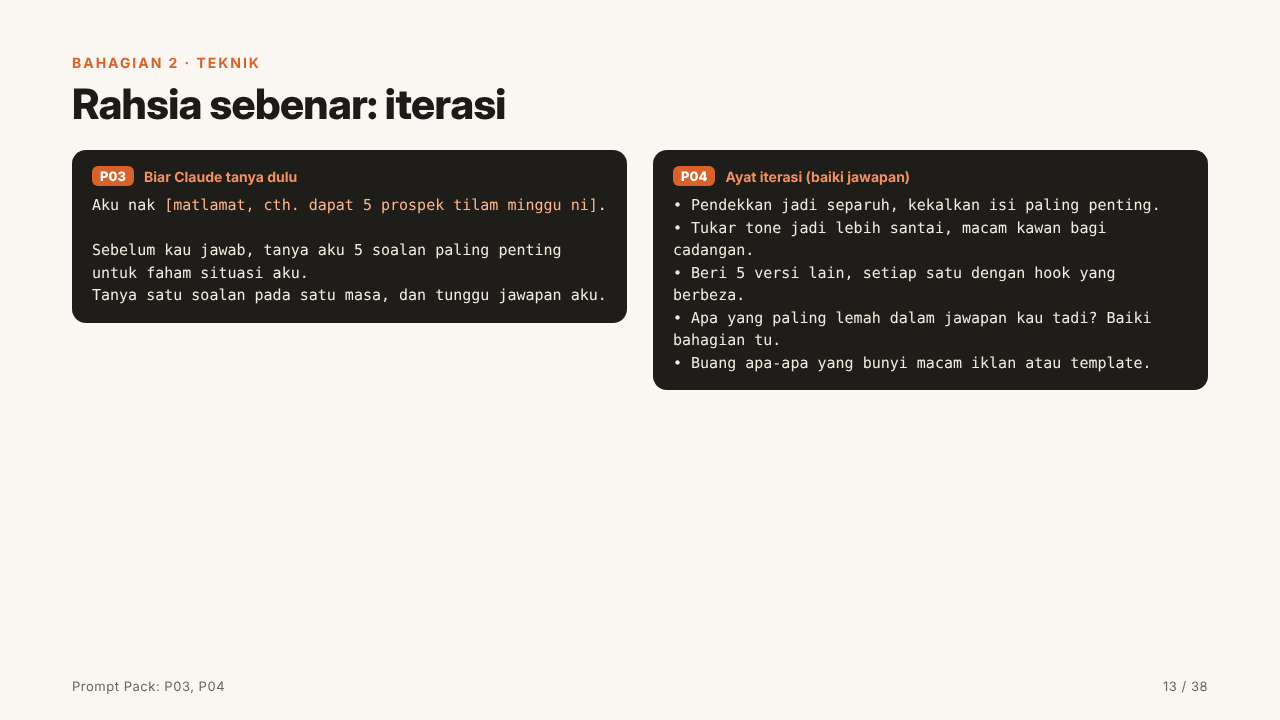 BAHAGIAN 2 · TEKNIK
Rahsia sebenar: iterasi
P03 Biar Claude tanya dulu
Aku nak [matlamat, cth. dapat 5 prospek tilam minggu ni].
Sebelum kau jawab, tanya aku 5 soalan paling penting
untuk faham situasi aku.
Tanya satu soalan pada satu masa, dan tunggu jawapan aku.
P04 Ayat iterasi (baiki jawapan)
• Pendekkan jadi separuh, kekalkan isi paling penting.
• Tukar tone jadi lebih santai, macam kawan bagi
cadangan.
• Beri 5 versi lain, setiap satu dengan hook yang
berbeza.
• Apa yang paling lemah dalam jawapan kau tadi? Baiki
bahagian tu.
• Buang apa-apa yang bunyi macam iklan atau template.
Prompt Pack: P03, P04
13 / 38